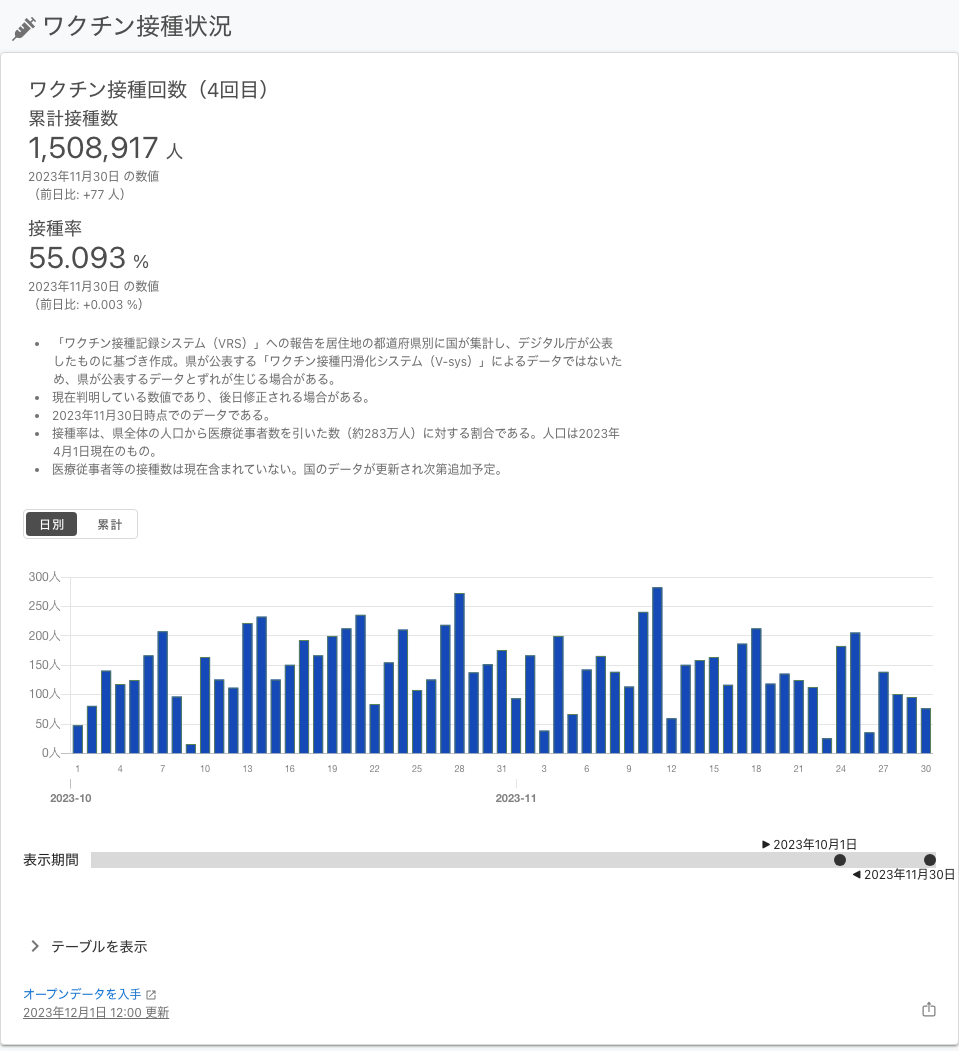 ワクチン接種状況
ワクチン接種回数（4回目）
累計接種数
1,508,917 人
2023年11月30日 の数値
（前日比: +77 人）
接種率
55.093 %
2023年11月30日 の数値
（前日比: +0.003 %）
• 「ワクチン接種記録システム（VRS）」への報告を居住地の都道府県別に国が集計し、デジタル庁が公表
したものに基づき作成。県が公表する「ワクチン接種円滑化システム（V-sys）」によるデータではないた
め、県が公表するデータとずれが生じる場合がある。
• 現在判明している数値であり、後日修正される場合がある。
• 2023年11月30日時点でのデータである。
• 接種率は、県全体の人口から医療従事者数を引いた数（約283万人）に対する割合である。人口は2023年
4月1日現在のもの。
• 医療従事者等の接種数は現在含まれていない。国のデータが更新され次第追加予定。
日別 累計
300人
250人
200人
150人
100人
50人
0人
1 4 7 10 13 16 19 22 25 28 31 3 6 9 12 15 18 21 24 27 30
2023-10 2023-11
▶ 2023年10月1日
表示期間
◀ 2023年11月30日
テーブルを表示
オープンデータを入手
2023年12月1日 12:00 更新